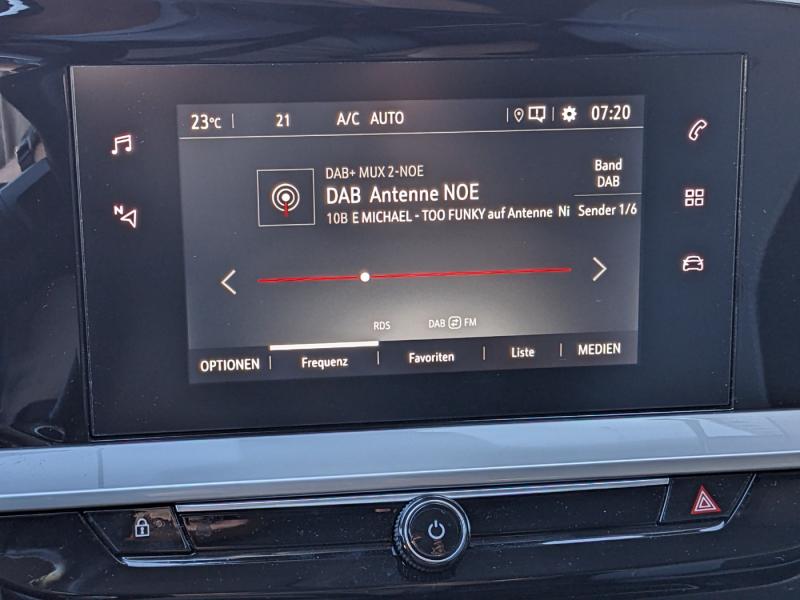 23°C 21 A/C AUTO 07:20
DAB+ MUX 2-NOE
DAB Antenne NOE
10B E MICHAEL - TOO FUNKY auf Antenne Ni
Band
DAB
Sender 1/6
N
RDS DAB FM
OPTIONEN Frequenz Favoriten Liste MEDIEN